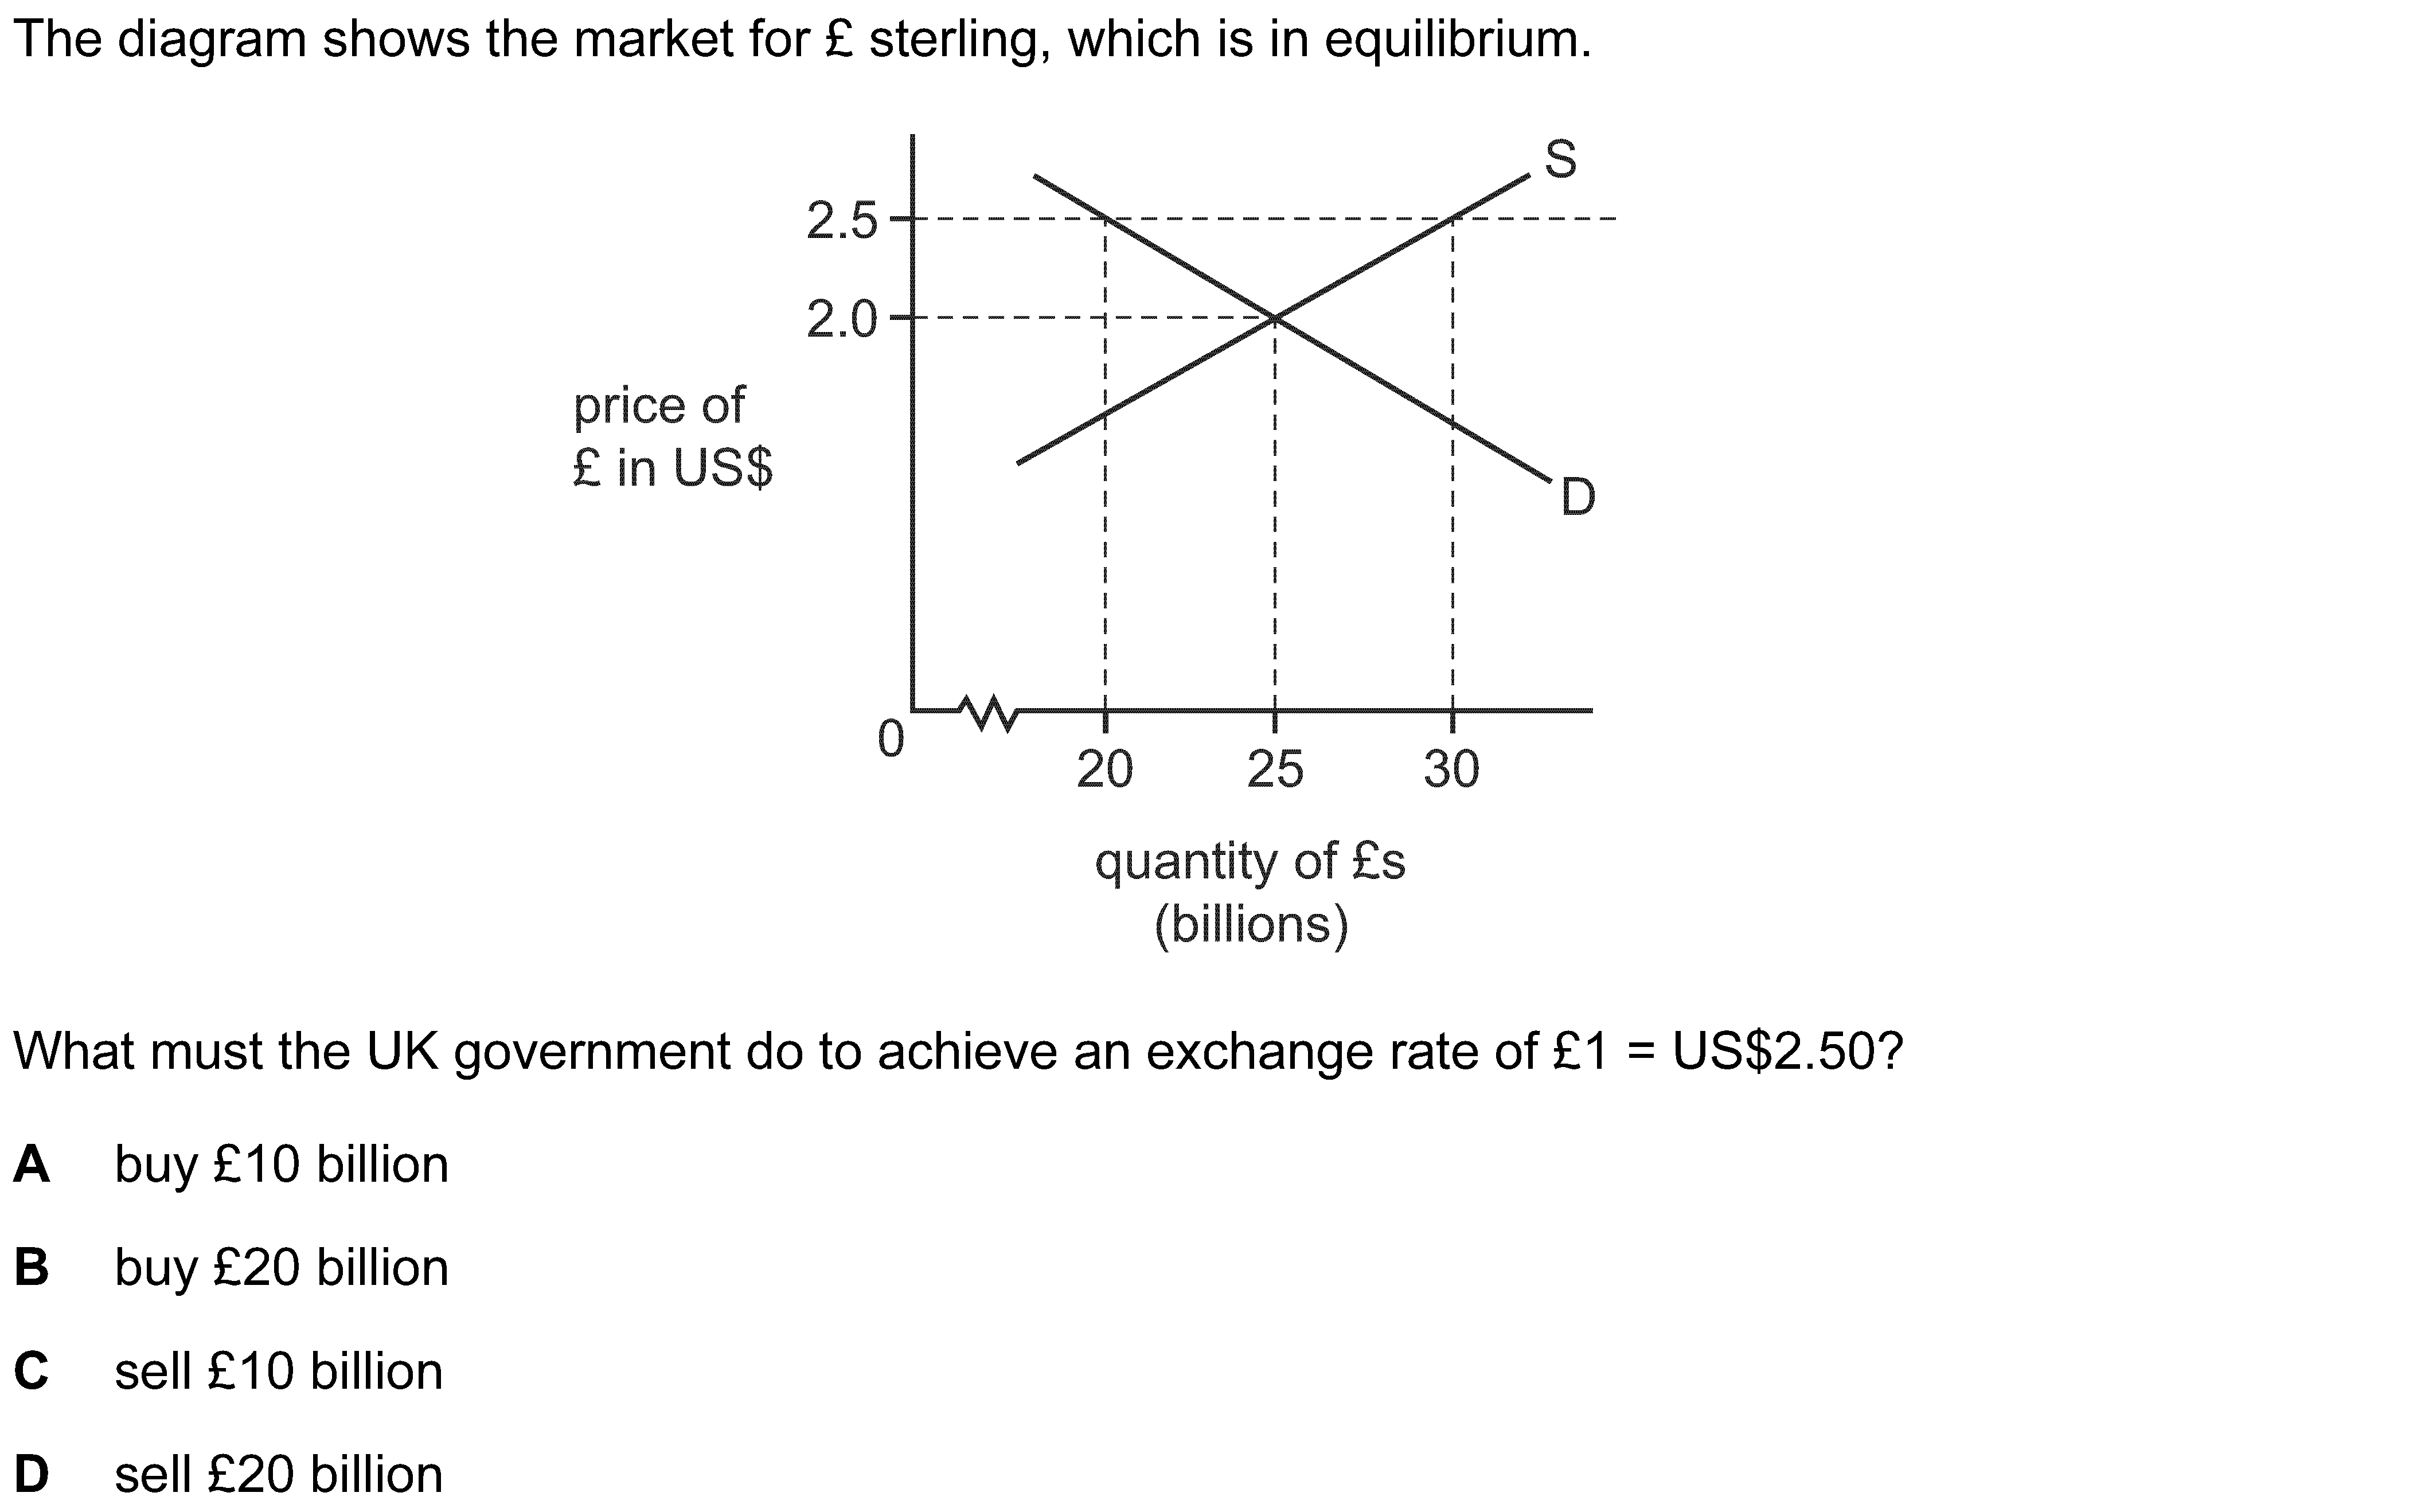 The diagram shows the market for £ sterling, which is in equilibrium.
S
2.5
2.0
price of
£ in US$
D
0
20 25 30
quantity of £s
(billions)
What must the UK government do to achieve an exchange rate of £1 = US$2.50?
A buy £10 billion
B buy £20 billion
C sell £10 billion
D sell £20 billion